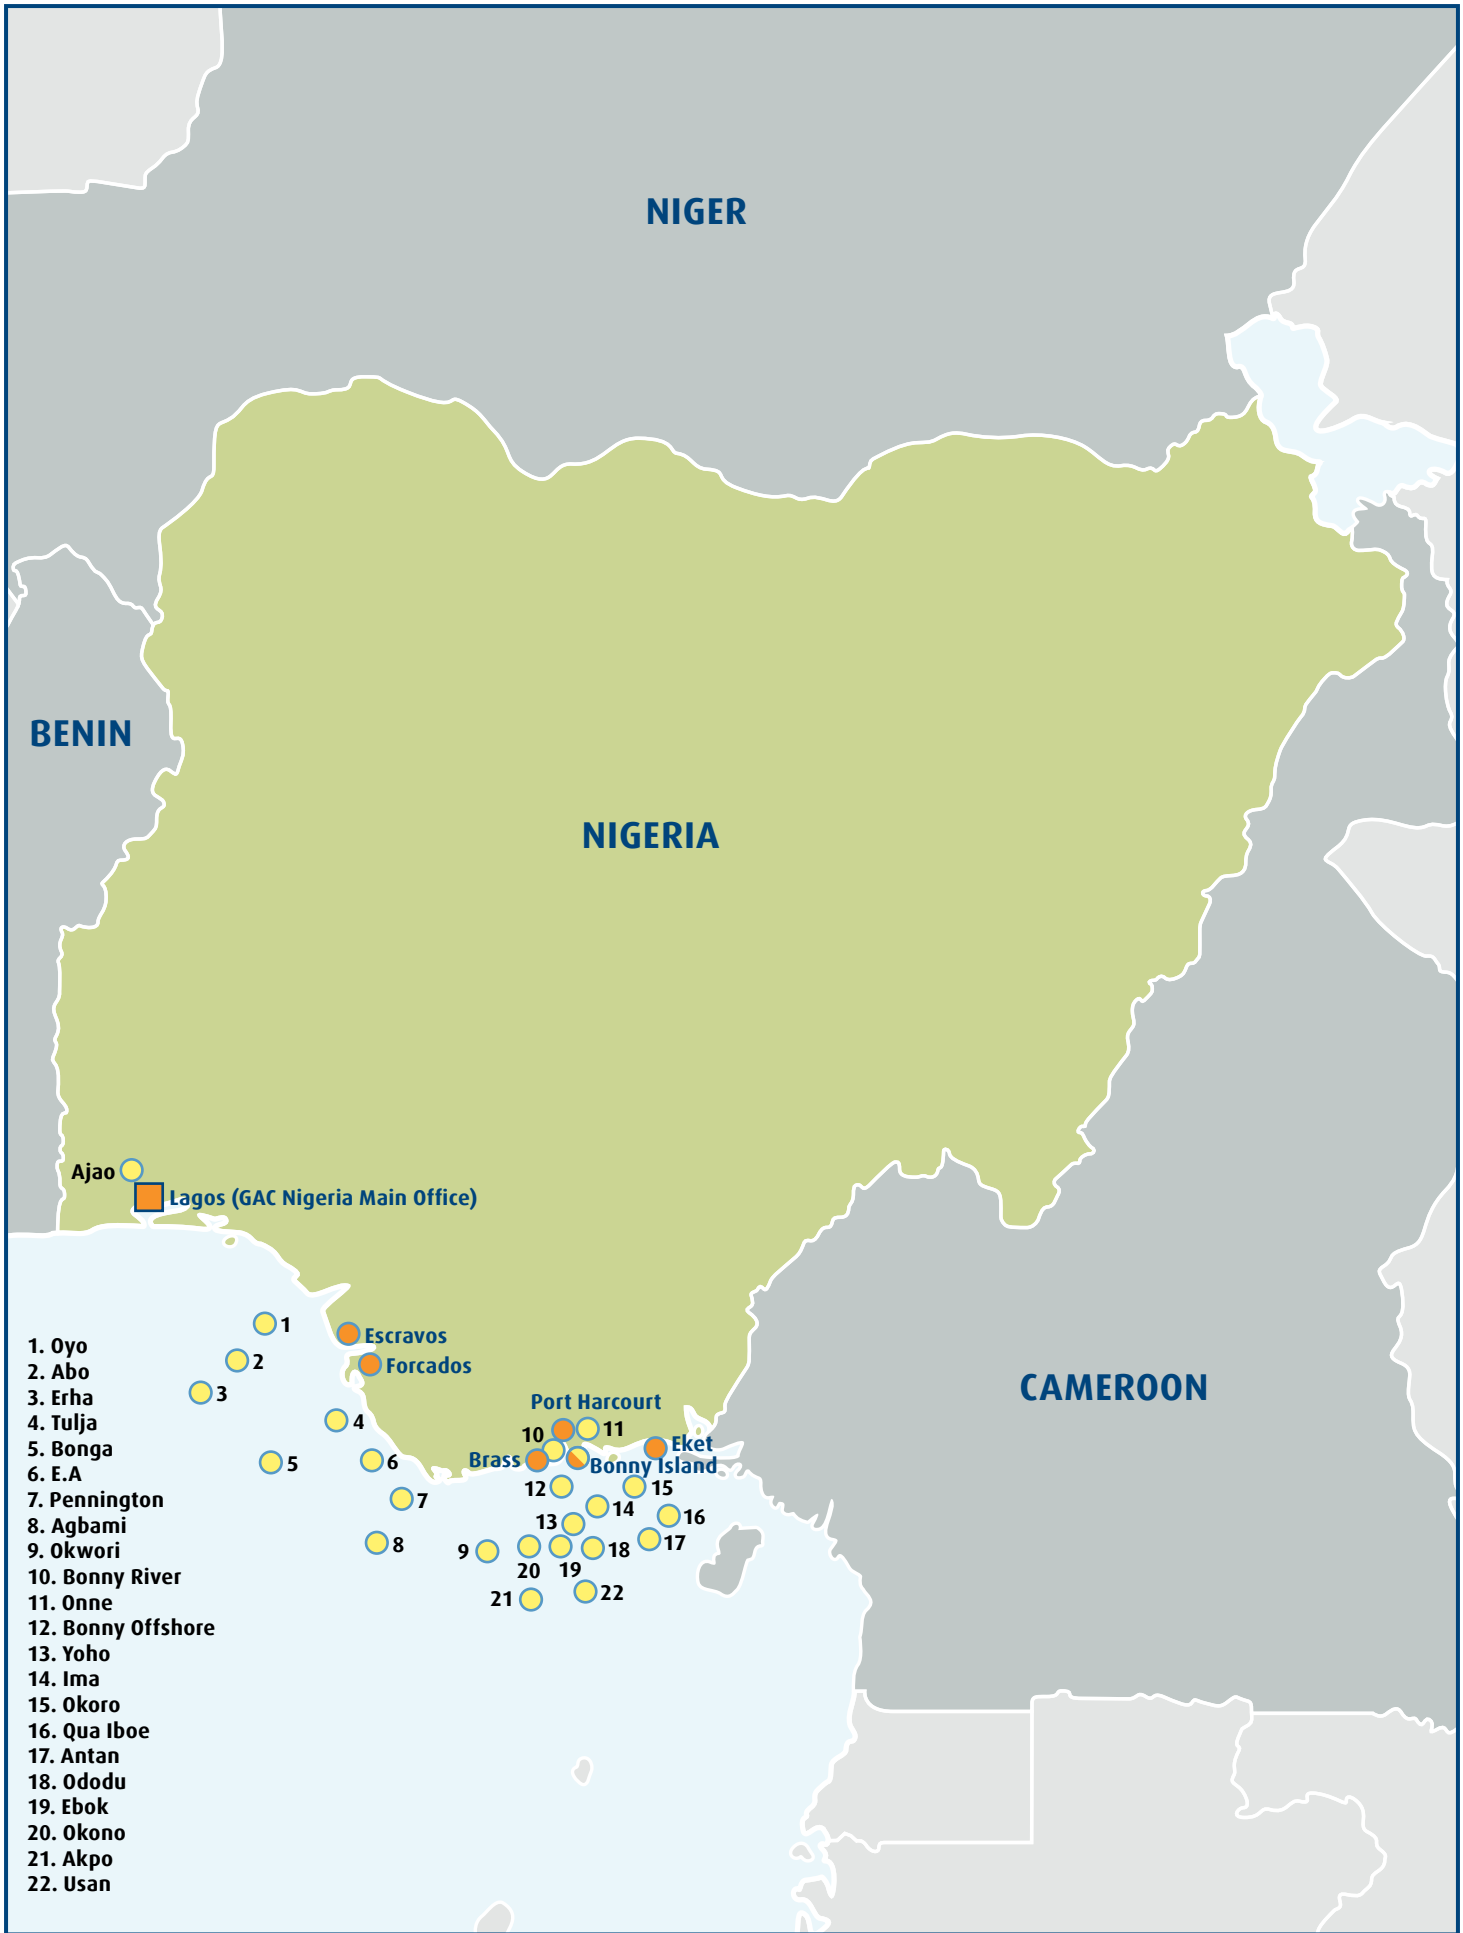 NIGER
BENIN
NIGERIA
Ajao
Lagos (GAC Nigeria Main Office)
1
Escravos
2
Forcados
3
CAMEROON
Port Harcourt
4
10
11
Eket
Brass
5
6
Bonny Island
12
15
7
14
16
13
17
8
9
18
20
19
21
22
1. Oyo
2. Abo
3. Erha
4. Tulja
5. Bonga
6. E.A
7. Pennington
8. Agbami
9. Okwori
10. Bonny River
11. Onne
12. Bonny Offshore
13. Yoho
14. Ima
15. Okoro
16. Qua Iboe
17. Antan
18. Ododu
19. Ebok
20. Okono
21. Akpo
22. Usan